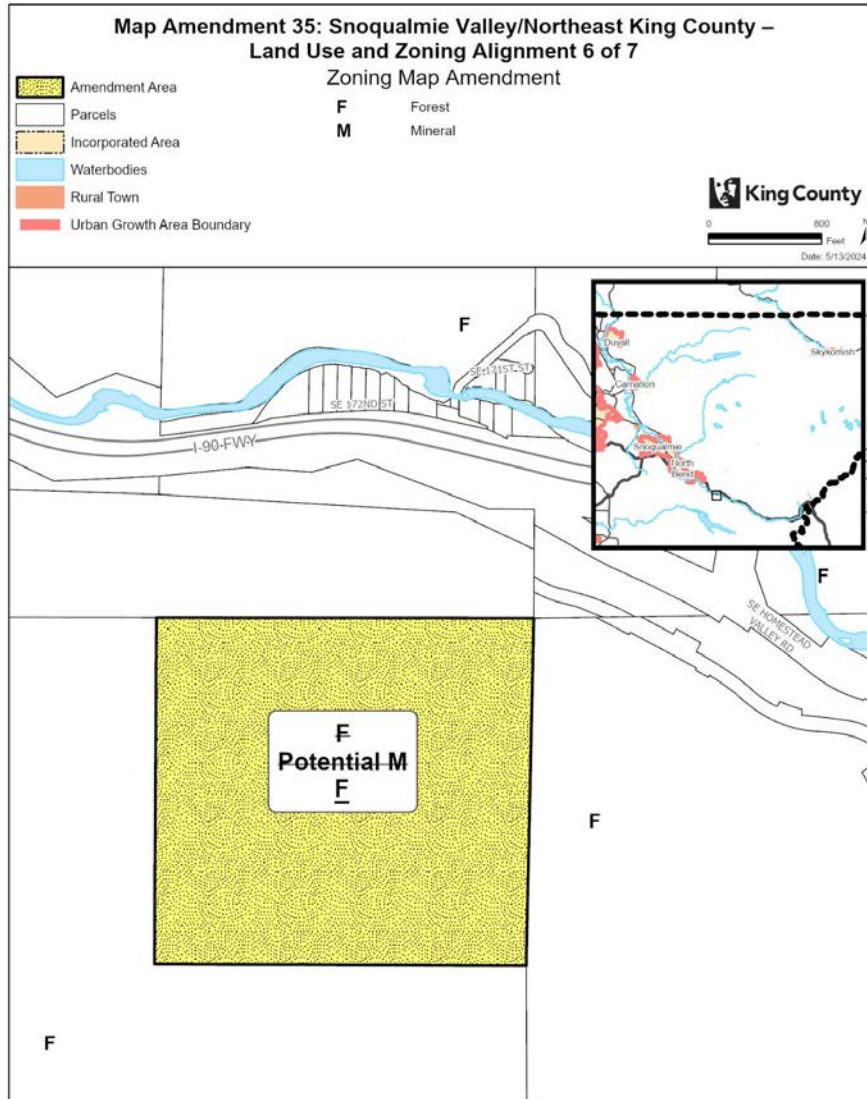 Map Amendment 35: Snoqualmie Valley/Northeast King County –
Land Use and Zoning Alignment 6 of 7
Zoning Map Amendment
Amendment Area
Parcels
Incorporated Area
Waterbodies
Rural Town
Urban Growth Area Boundary
F Forest
M Mineral
King County
0 800
Feet
N
Date: 5/13/2024
F
SE 171ST ST
SE 172ND ST
I-90-FWY
Duvall
Skykomish
Carnation
Snoqualmie
North
Bend
F
SE HOMESTEAD
VALLEY RD
F
Potential M
F
F
F